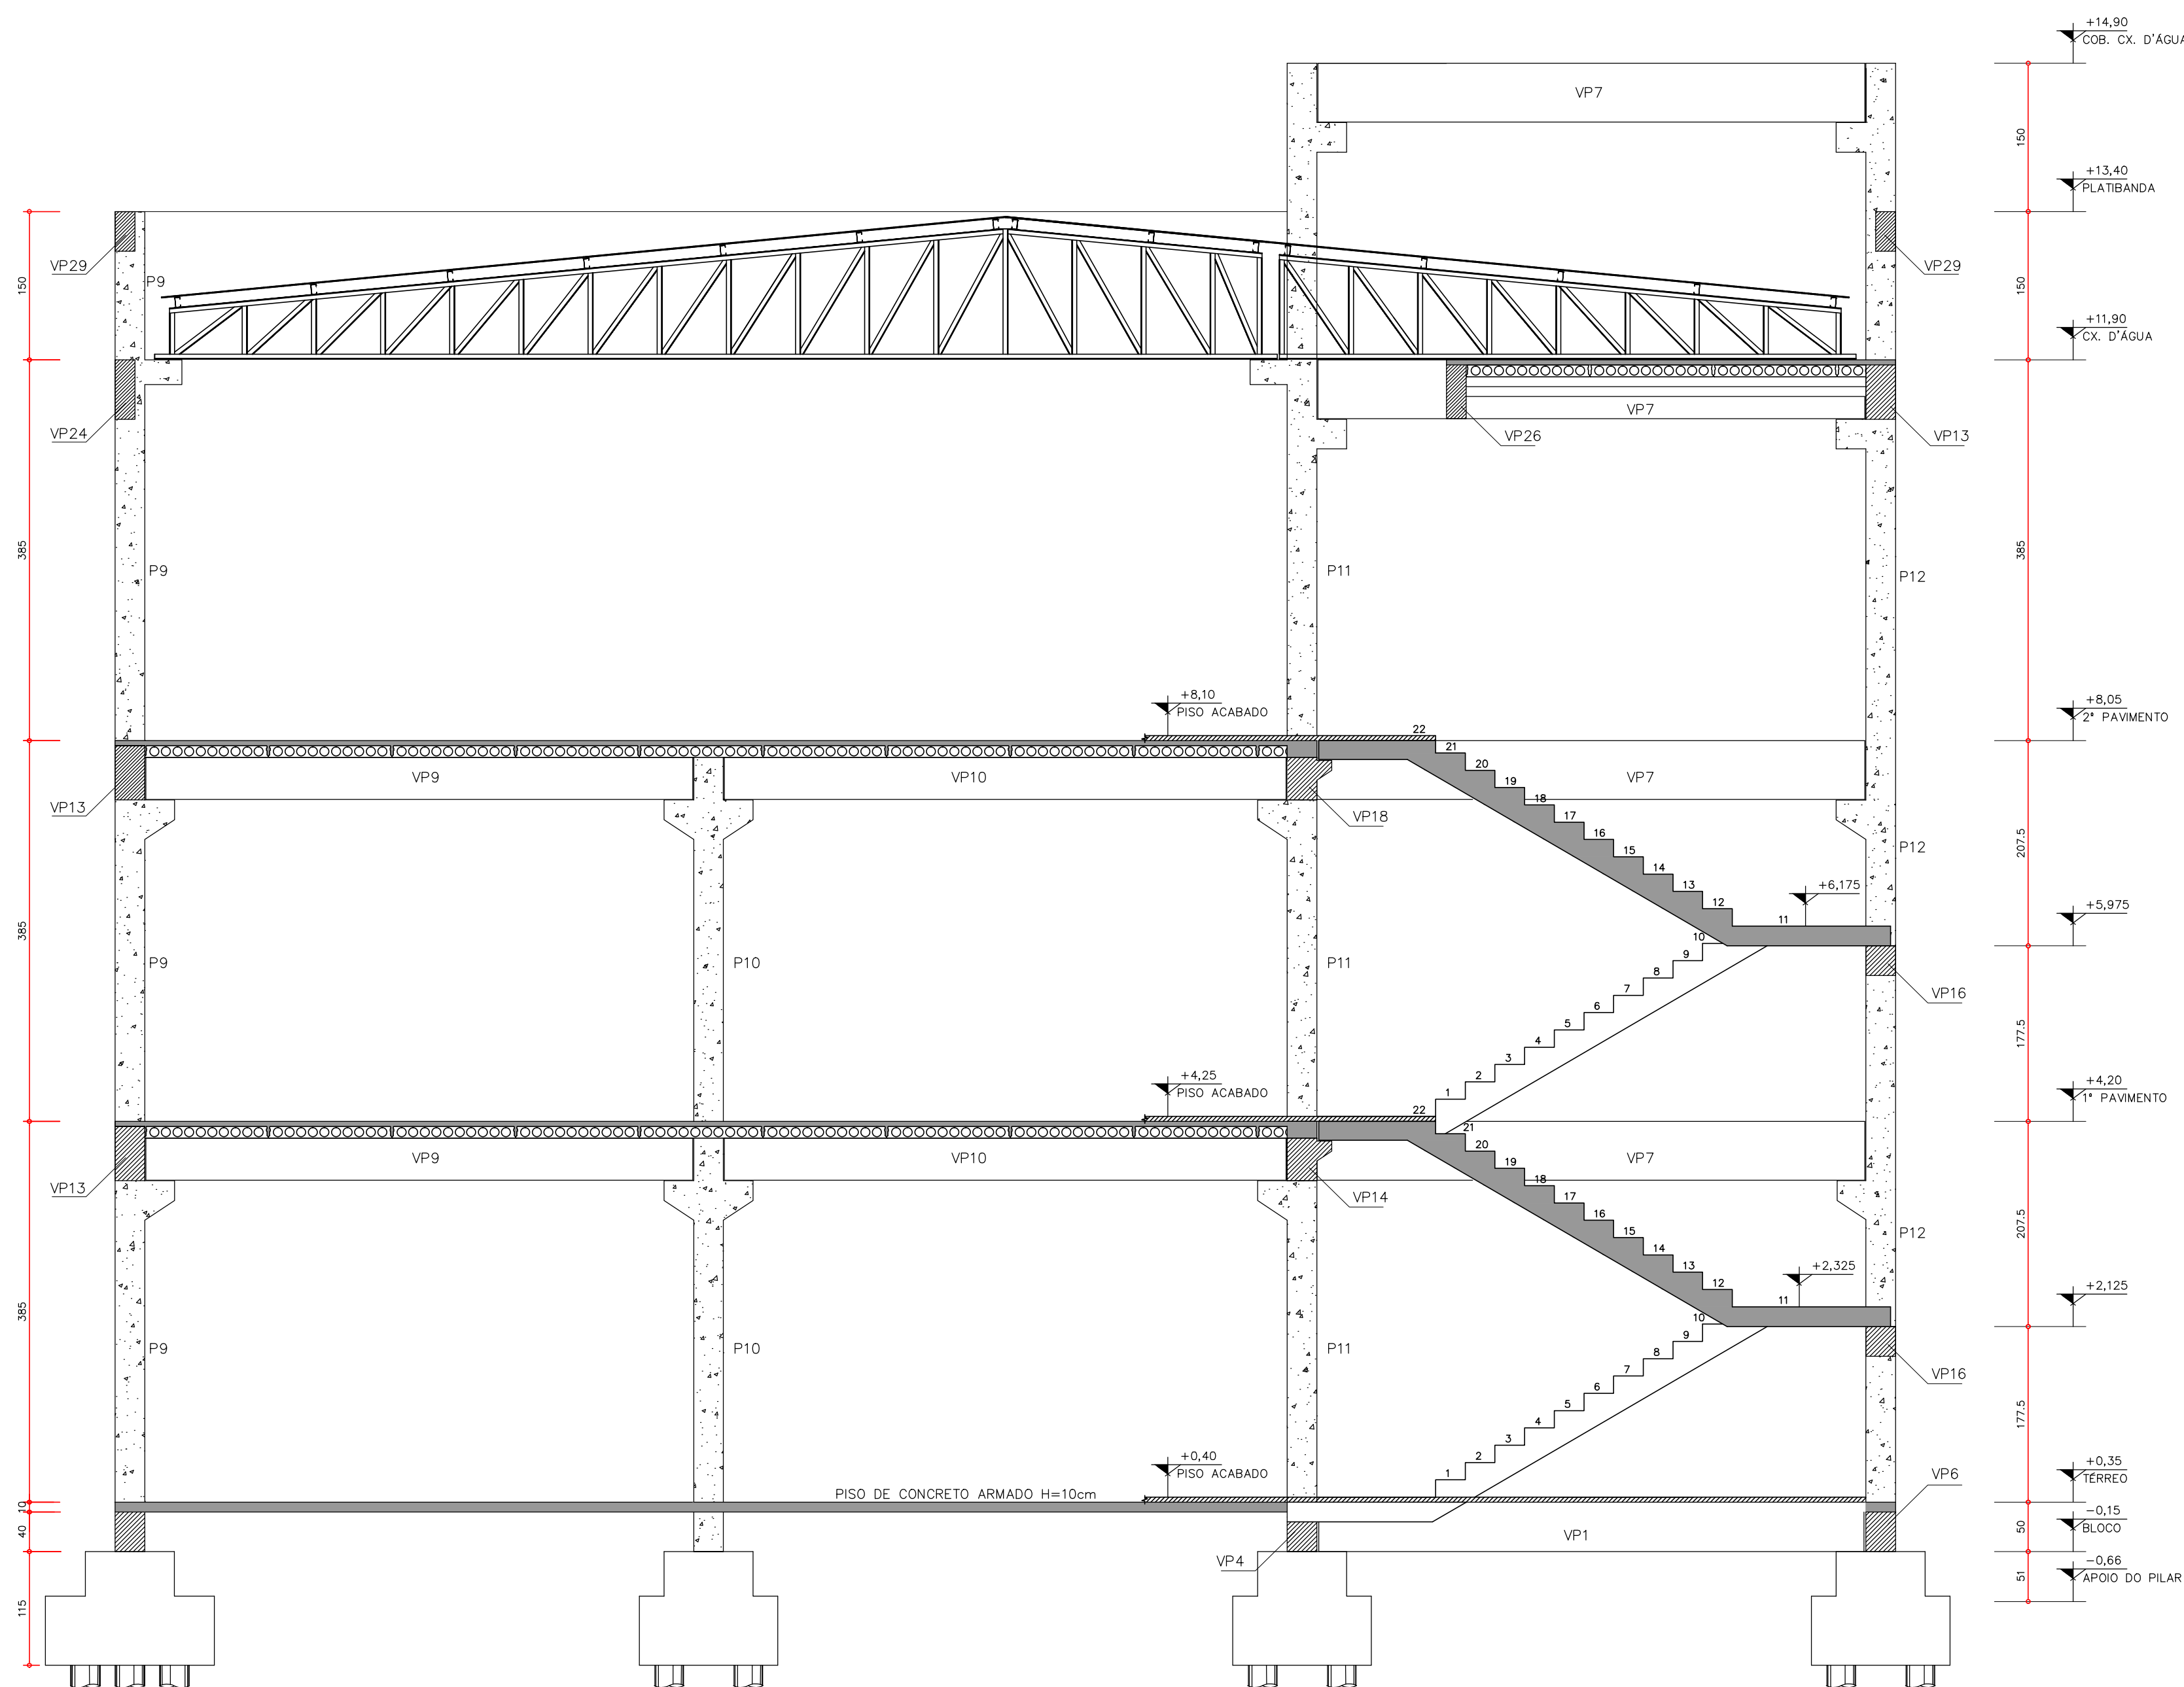 +14,90
COB. CX. D'ÁGUA
VP7
150
+13,40
PLATIBANDA
VP29
P9
150
VP29
150
+11,90
CX. D'ÁGUA
VP24
VP7
VP26
VP13
385
P9
P11
P12
385
+8,10
PISO ACABADO
+8,05
2° PAVIMENTO
22
21
20
19
18
17
16
15
14
13
12
11
VP9
VP10
VP7
VP13
VP18
P12
207.5
+6,175
+5,975
385
P9
P10
P11
10
9
8
7
6
5
4
3
2
1
VP16
177.5
+4,25
PISO ACABADO
+4,20
1° PAVIMENTO
22
21
20
19
18
17
16
15
14
13
12
11
VP9
VP10
VP7
VP13
VP14
P12
207.5
+2,325
+2,125
385
P9
P10
P11
10
9
8
7
6
5
4
3
2
1
VP16
177.5
+0,40
PISO ACABADO
+0,35
TÉRREO
VP6
PISO DE CONCRETO ARMADO H=10cm
10
40
50
-0,15
BLOCO
VP4
VP1
-0,66
APOIO DO PILAR
51
115